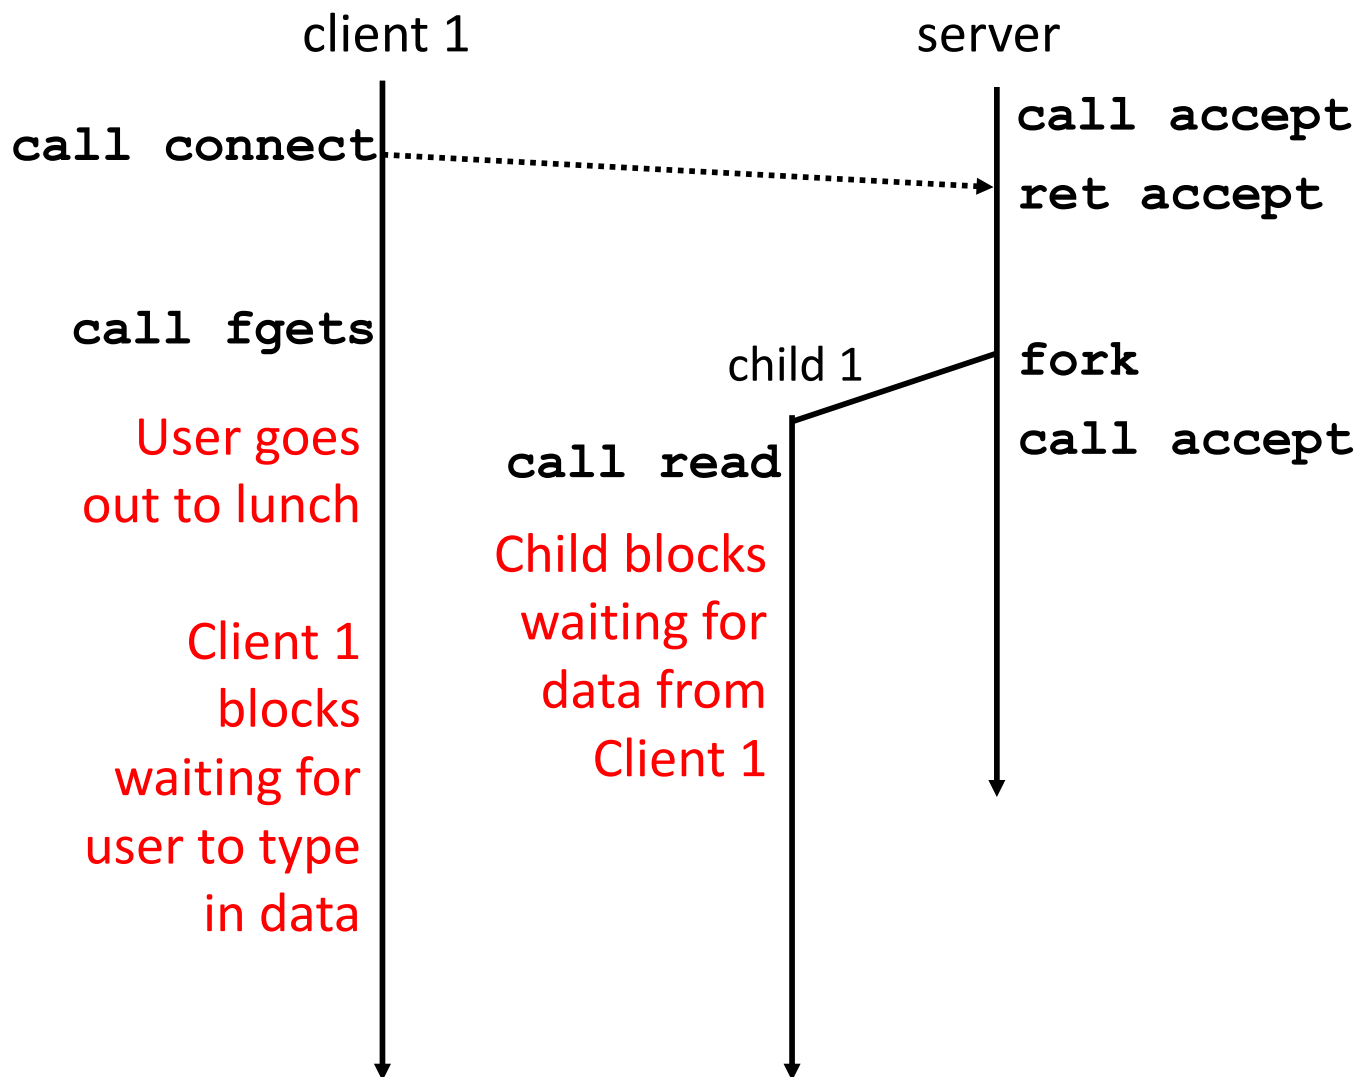 client 1
server
call connect
call accept
ret accept
call fgets
child 1
fork
call accept
User goes
out to lunch
call read
Child blocks
waiting for
data from
Client 1
Client 1
blocks
waiting for
user to type
in data